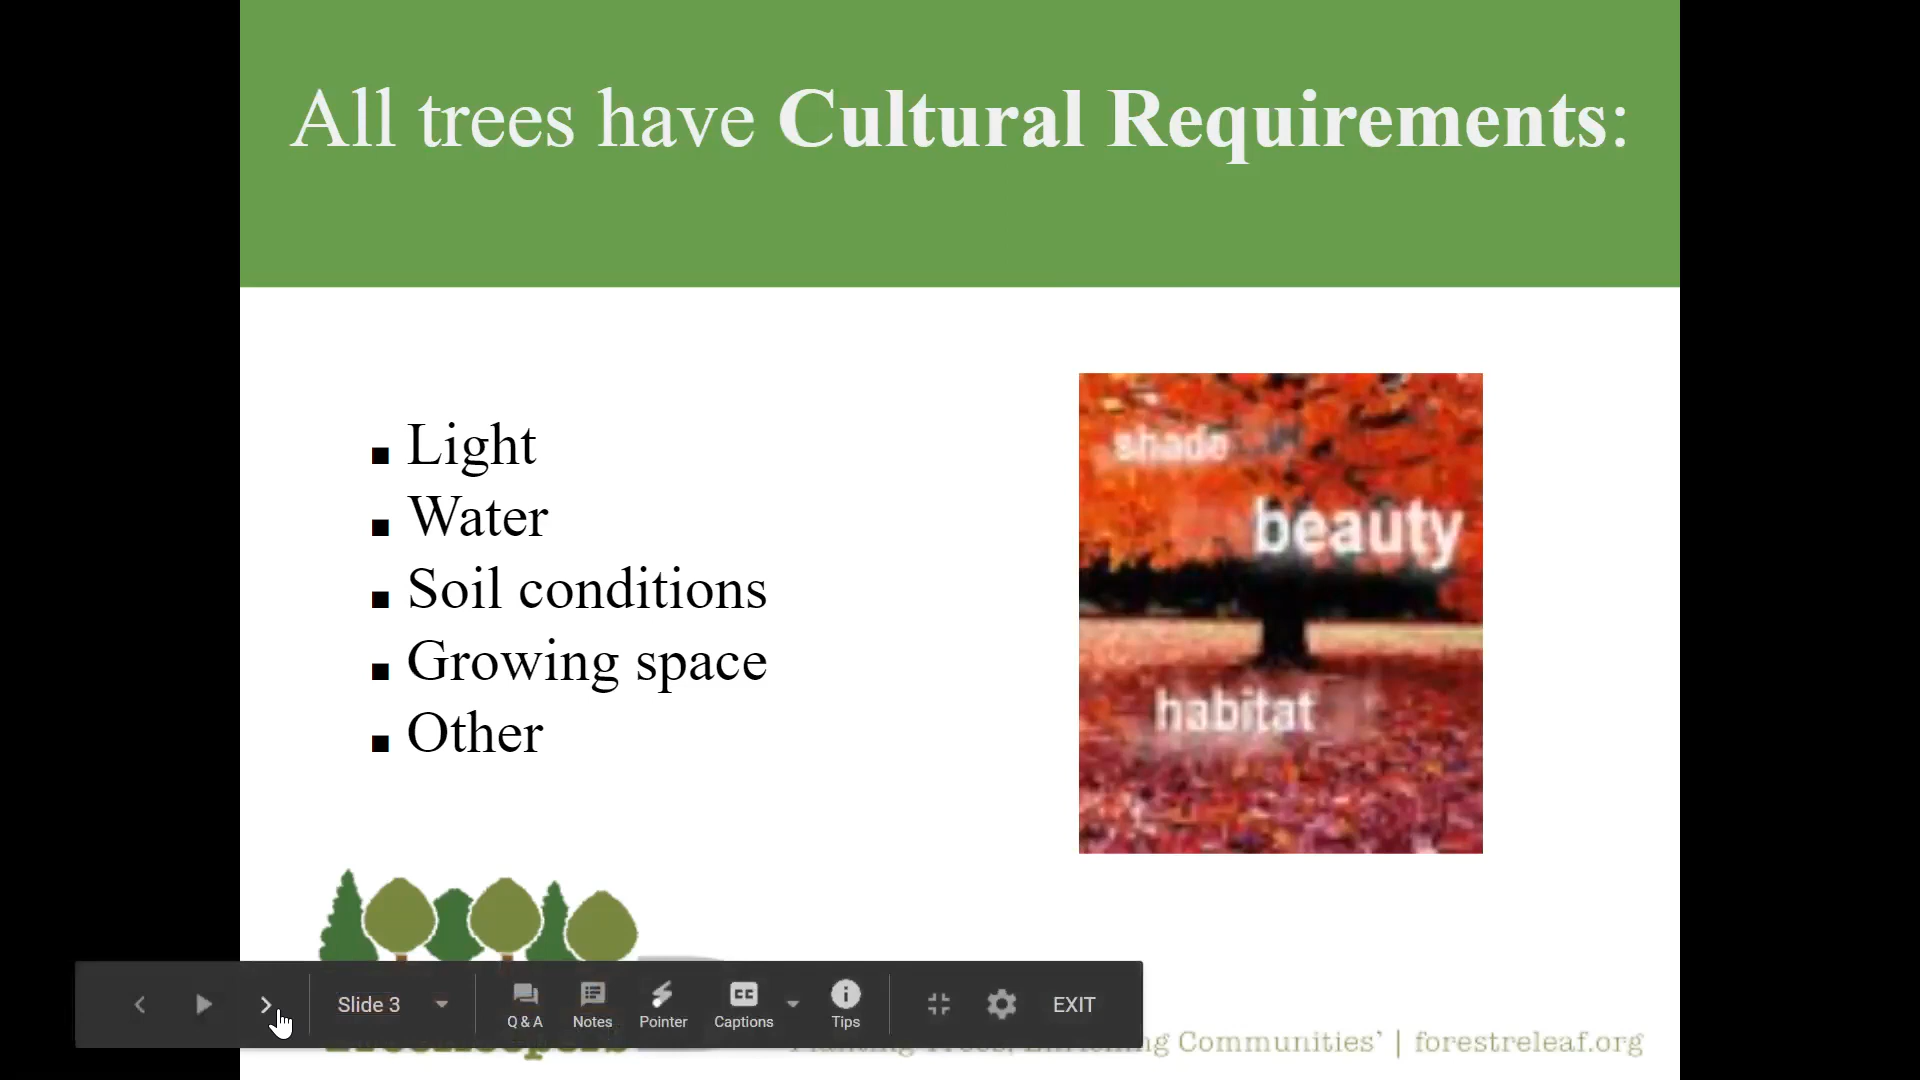 All trees have Cultural Requirements:
■ Light
■ Water
■ Soil conditions
■ Growing space
■ Other
shade
beauty
habitat
Slide 3
Q & A
Notes
Pointer
Captions
Tips
EXIT
Communities' | forestreleaf.org